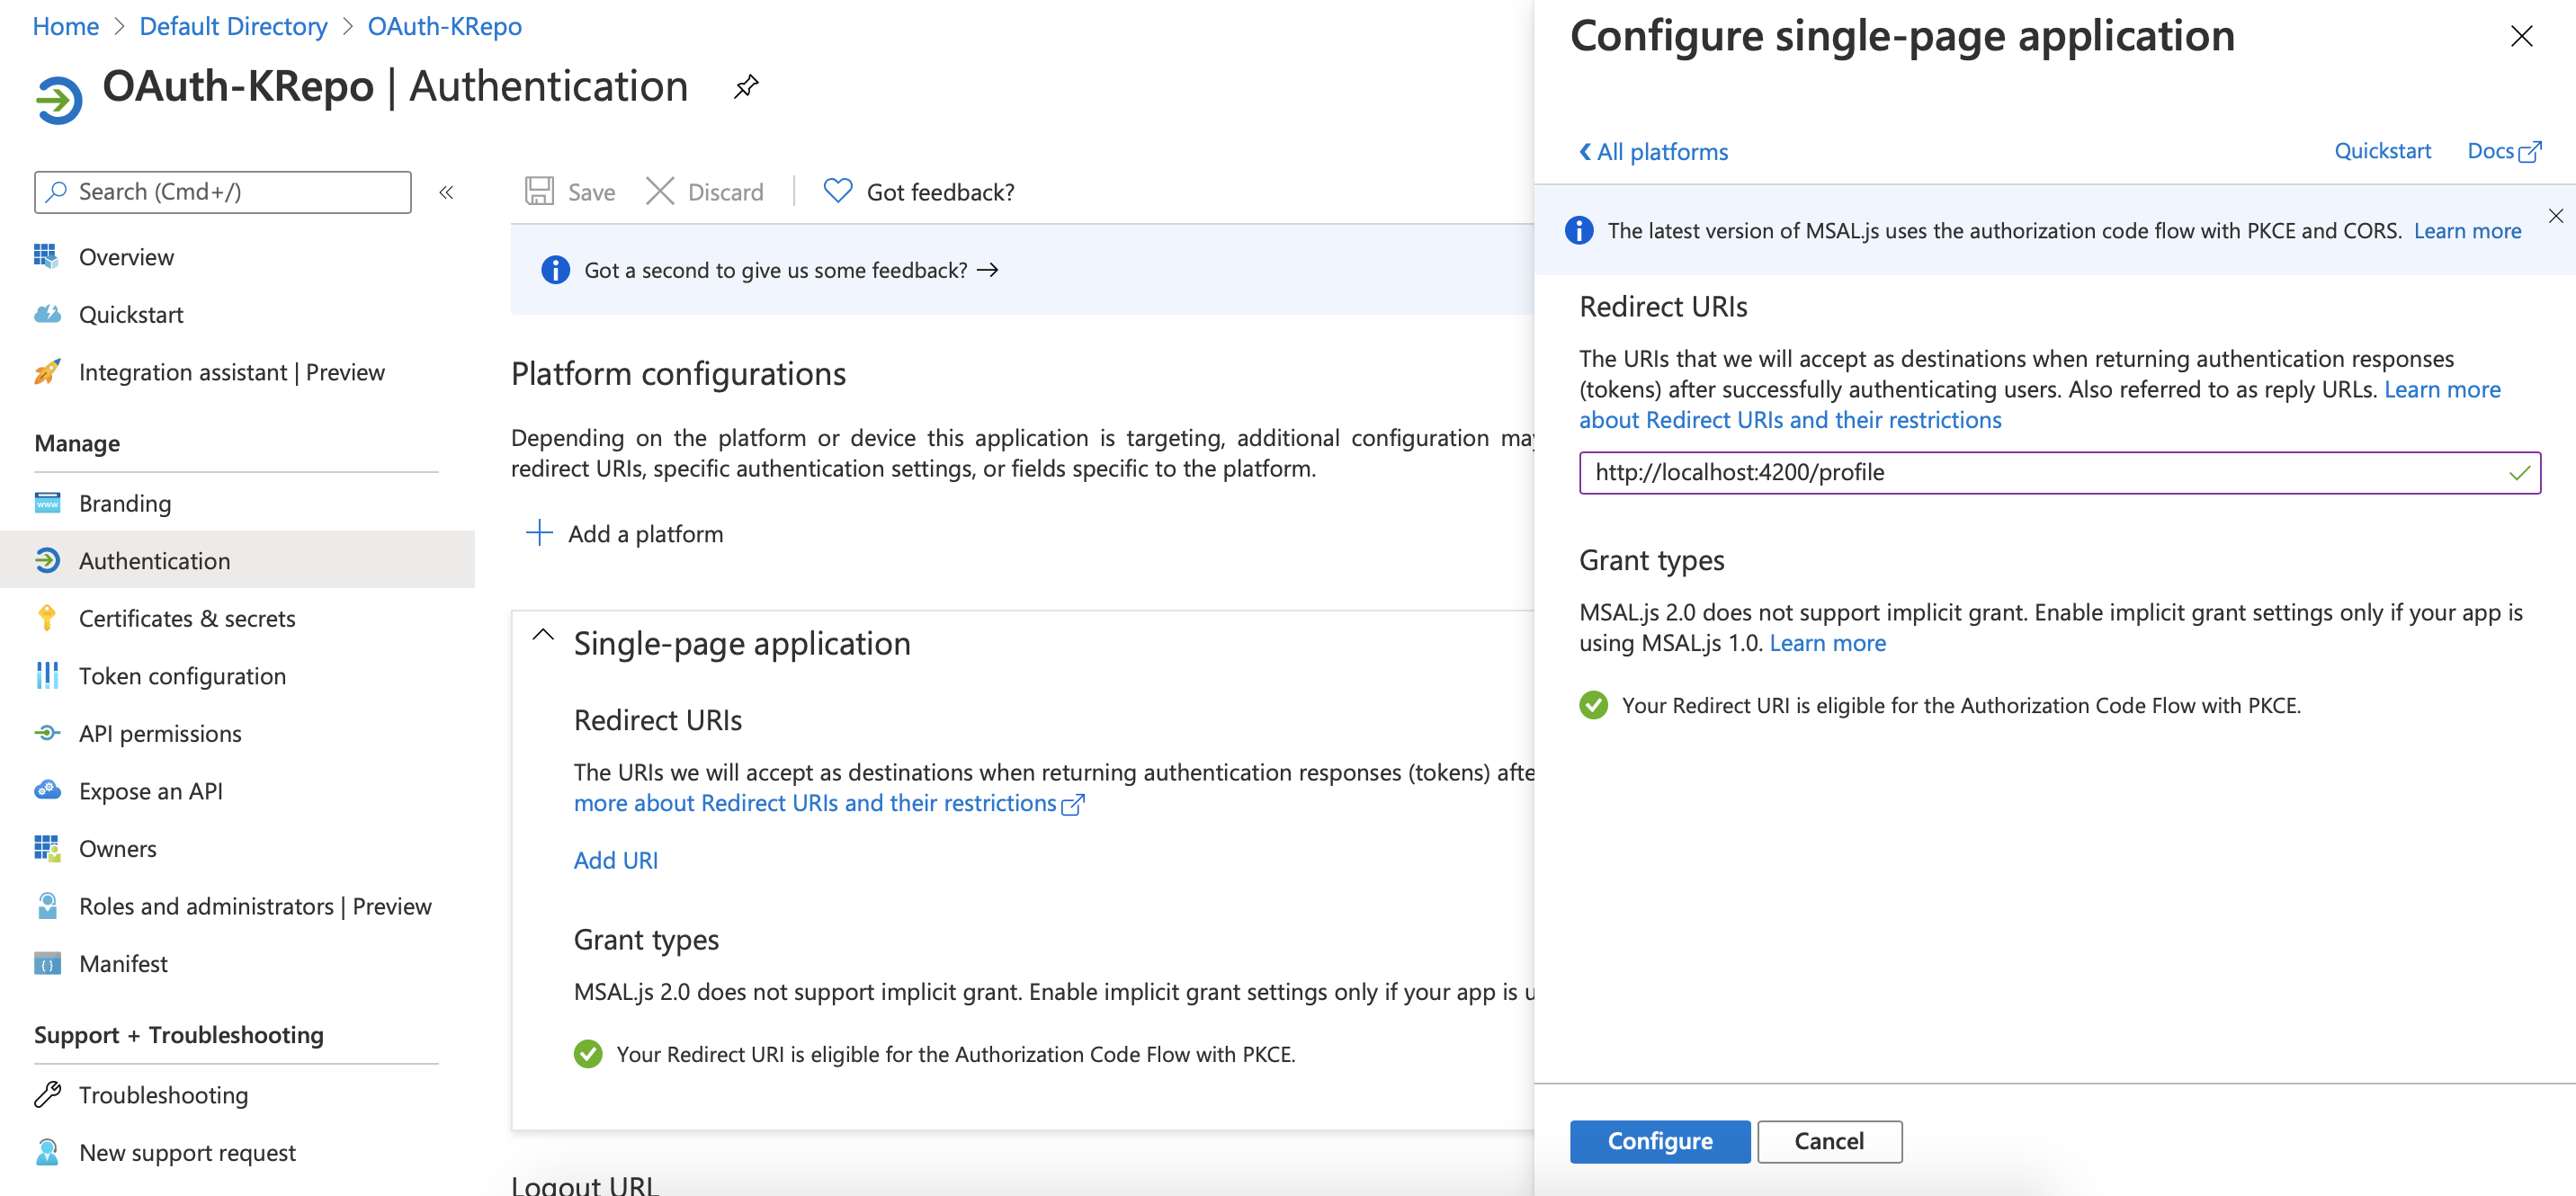 Home > Default Directory > OAuth-KRepo
OAuth-KRepo | Authentication
Search (Cmd+/)
«
Overview
Quickstart
Integration assistant | Preview
Manage
www
Branding
Authentication
Certificates & secrets
Token configuration
API permissions
Expose an API
Owners
Roles and administrators | Preview
Manifest
Support + Troubleshooting
Troubleshooting
New support request
Save
Discard
Got feedback?
Got a second to give us some feedback? →
Platform configurations
Depending on the platform or device this application is targeting, additional configuration may
redirect URIs, specific authentication settings, or fields specific to the platform.
Add a platform
Single-page application
Redirect URIs
The URIs we will accept as destinations when returning authentication responses (tokens) afte
more about Redirect URIs and their restrictions
Add URI
Grant types
MSAL.js 2.0 does not support implicit grant. Enable implicit grant settings only if your app is u
Your Redirect URI is eligible for the Authorization Code Flow with PKCE.
Logout URL
Configure single-page application
All platforms
Quickstart
Docs
The latest version of MSAL.js uses the authorization code flow with PKCE and CORS. Learn more
Redirect URIs
The URIs that we will accept as destinations when returning authentication responses
(tokens) after successfully authenticating users. Also referred to as reply URLs. Learn more
about Redirect URIs and their restrictions
http://localhost:4200/profile
Grant types
MSAL.js 2.0 does not support implicit grant. Enable implicit grant settings only if your app is
using MSAL.js 1.0. Learn more
Your Redirect URI is eligible for the Authorization Code Flow with PKCE.
Configure
Cancel